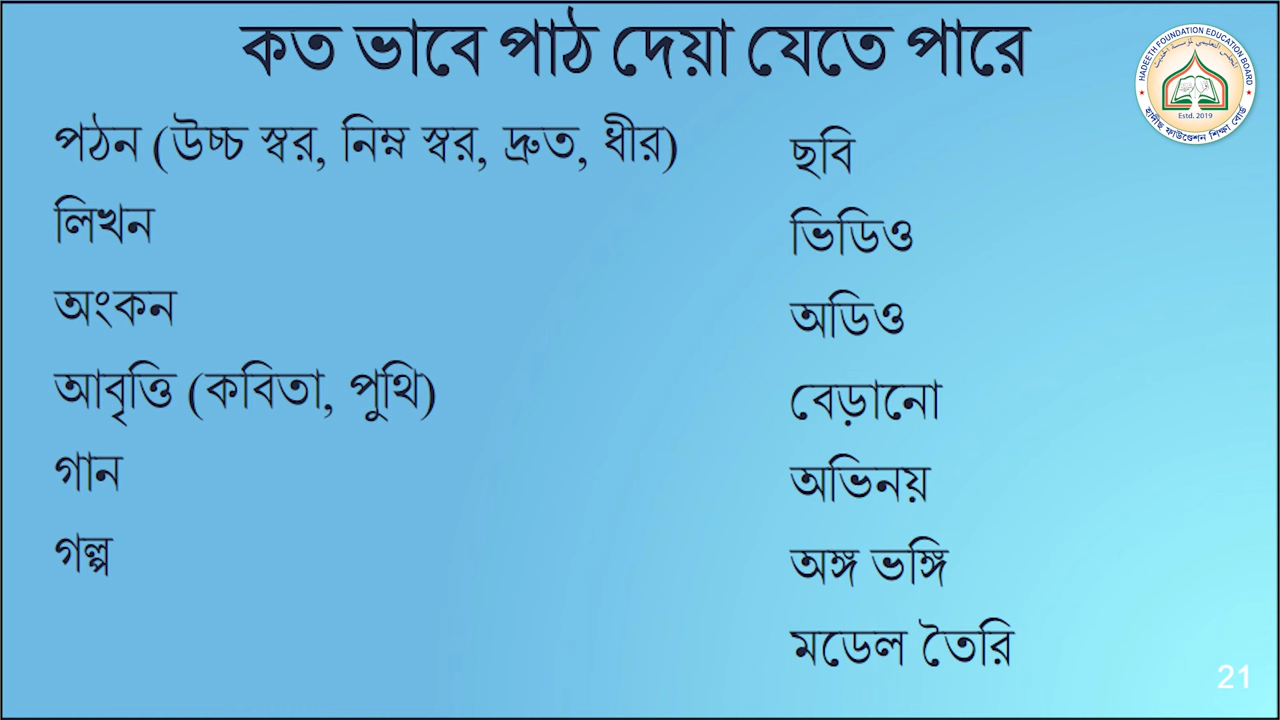 কত ভাবে পাঠ দেয়া যেতে পারে
পঠন (উচ্চ স্বর, নিম্ন স্বর, দ্রুত, ধীর)
লিখন
অংকন
আবৃত্তি (কবিতা, পুথি)
গান
গল্প
ছবি
ভিডিও
অডিও
বেড়ানো
অভিনয়
অঙ্গ ভঙ্গি
মডেল তৈরি
HADEETH FOUNDATION EDUCATION BOARD
Estd. 2019
হাদীছ ফাউণ্ডেশন শিক্ষা বোর্ড
21